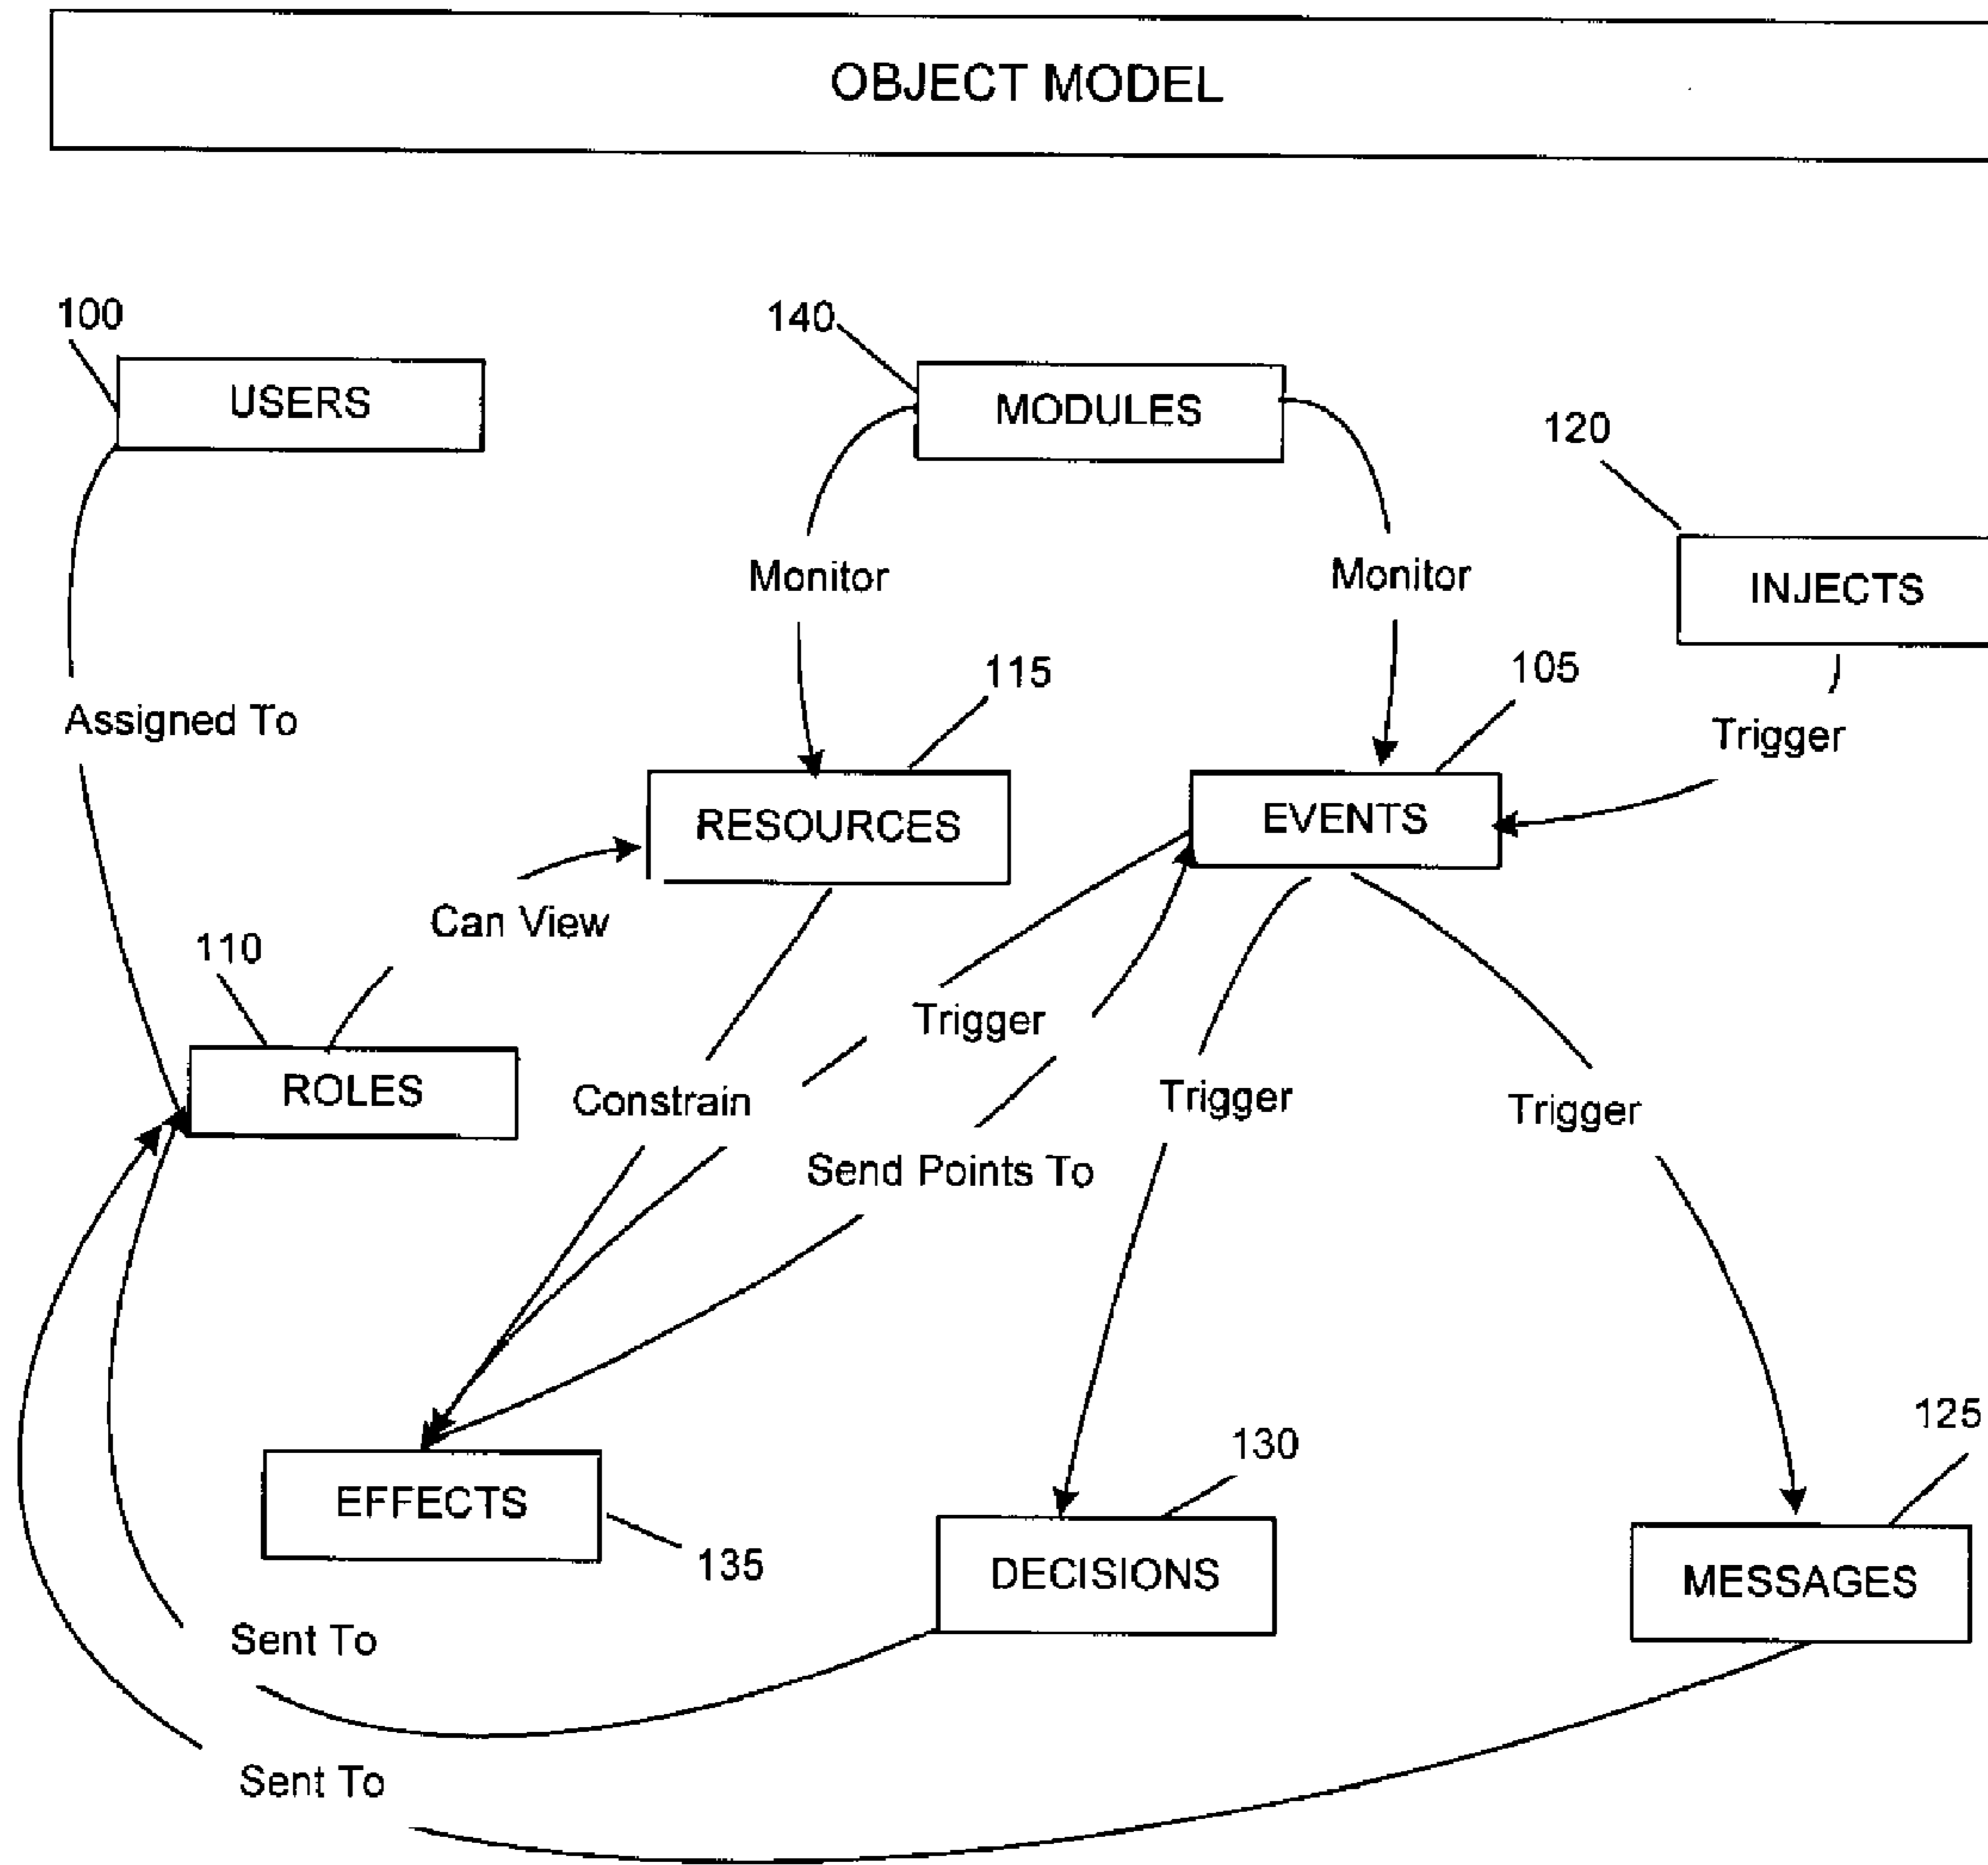 OBJECT MODEL
100
USERS
140
MODULES
120
INJECTS
Monitor
Monitor
Assigned To
115
105
Trigger
RESOURCES
EVENTS
Can View
110
ROLES
Trigger
Constrain
Send Points To
Trigger
Trigger
EFFECTS
135
130
DECISIONS
125
MESSAGES
Sent To
Sent To